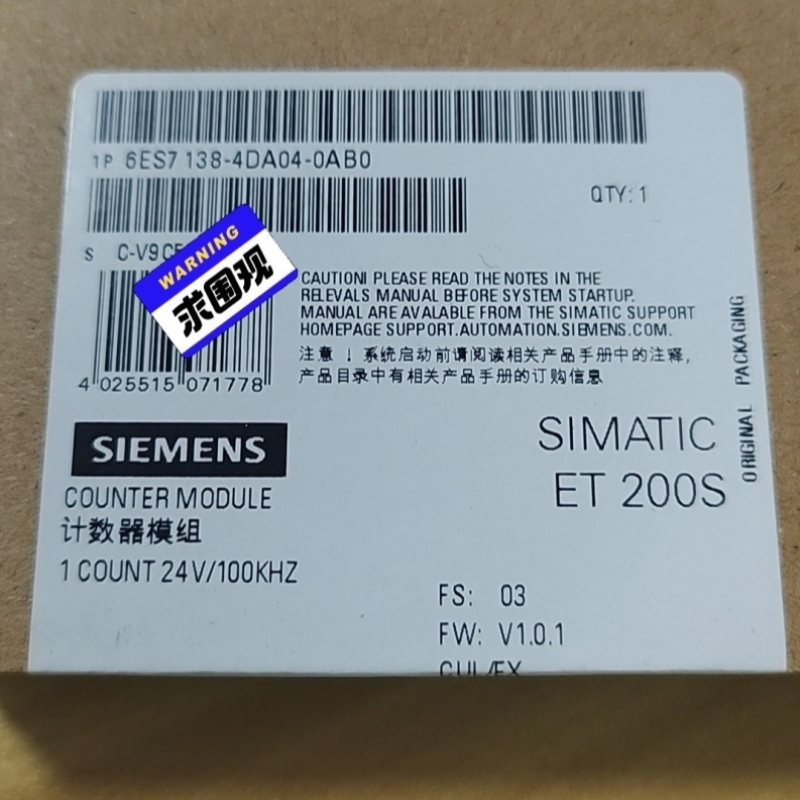 1P 6ES7 138-4DA04-0AB0
QTY: 1
S C-V9
WARNING
求围观
CAUTION! PLEASE READ THE NOTES IN THE
RELEVALS MANUAL BEFORE SYSTEM STARTUP.
MANUAL ARE AVALABLE FROM THE SIMATIC SUPPORT
HOMEPAGE SUPPORT.AUTOMATION.SIEMENS.COM.
注意 ! 系统启动前请阅读相关产品手册中的注释,
产品目录中有相关产品手册的订购信息
4 025515 071778
ORIGINAL PACKAGING
SIEMENS
SIMATIC
ET 200S
COUNTER MODULE
计数器模组
1 COUNT 24V/100KHZ
FS: 03
FW: V1.0.1